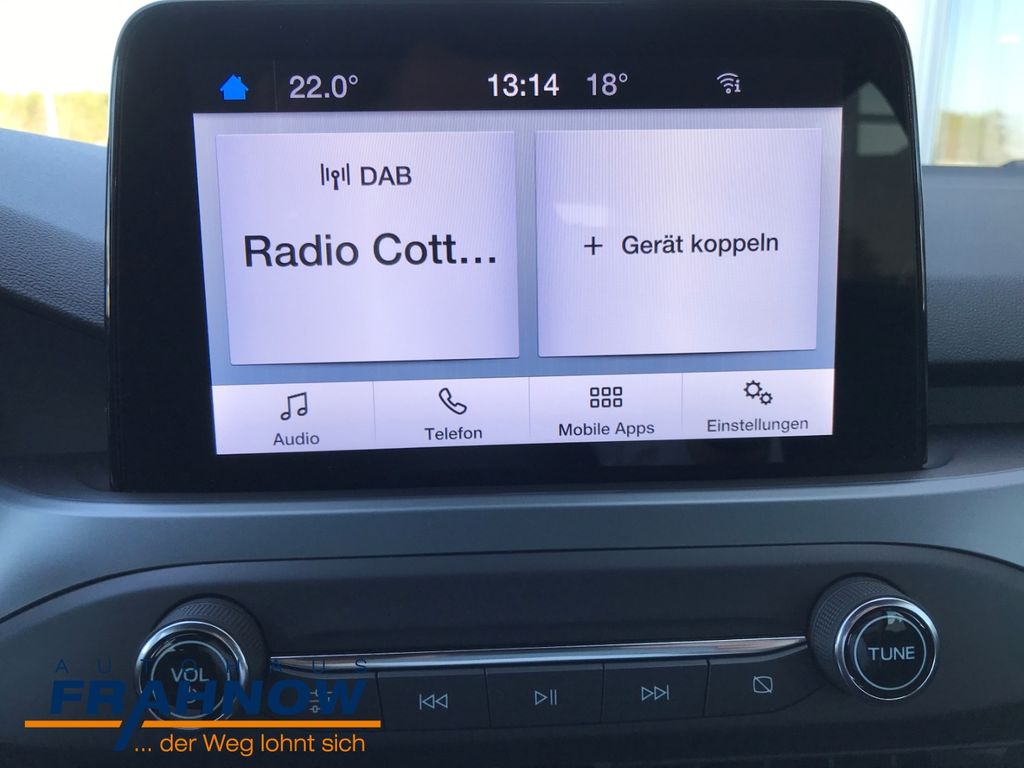 22.0° 13:14 18°
DAB
Radio Cott...
+ Gerät koppeln
Audio Telefon Mobile Apps Einstellungen
VOL
TUNE
AUTOHAUS
FRAHNOW
... der Weg lohnt sich